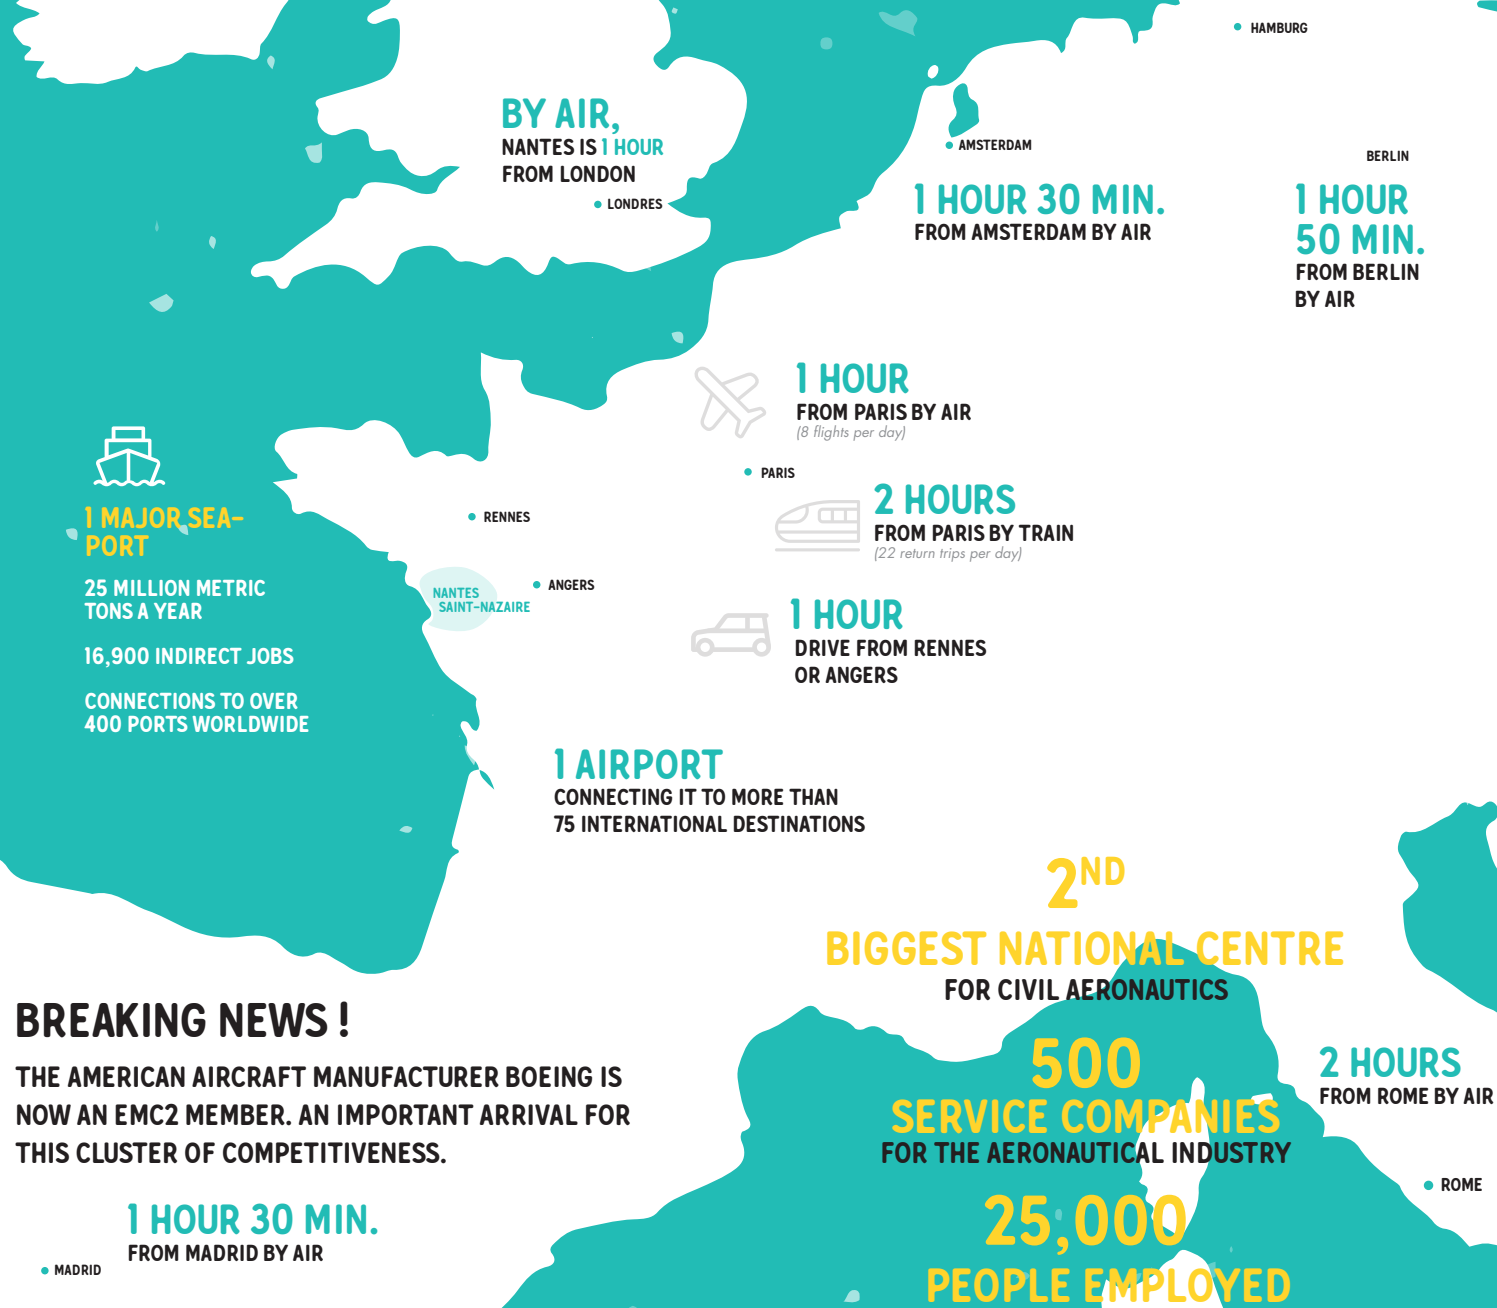 HAMBURG
BY AIR,
NANTES IS 1 HOUR
FROM LONDON
LONDRES
AMSTERDAM
1 HOUR 30 MIN.
FROM AMSTERDAM BY AIR
BERLIN
1 HOUR
50 MIN.
FROM BERLIN
BY AIR
1 HOUR
FROM PARIS BY AIR
(8 flights per day)
PARIS
2 HOURS
FROM PARIS BY TRAIN
(22 return trips per day)
1 MAJOR SEA-
PORT
25 MILLION METRIC
TONS A YEAR
16,900 INDIRECT JOBS
CONNECTIONS TO OVER
400 PORTS WORLDWIDE
RENNES
ANGERS
NANTES
SAINT-NAZAIRE
1 HOUR
DRIVE FROM RENNES
OR ANGERS
1 AIRPORT
CONNECTING IT TO MORE THAN
75 INTERNATIONAL DESTINATIONS
2ND
BIGGEST NATIONAL CENTRE
FOR CIVIL AERONAUTICS
500
SERVICE COMPANIES
FOR THE AERONAUTICAL INDUSTRY
25,000
PEOPLE EMPLOYED
2 HOURS
FROM ROME BY AIR
ROME
BREAKING NEWS !
THE AMERICAN AIRCRAFT MANUFACTURER BOEING IS
NOW AN EMC2 MEMBER. AN IMPORTANT ARRIVAL FOR
THIS CLUSTER OF COMPETITIVENESS.
1 HOUR 30 MIN.
FROM MADRID BY AIR
MADRID